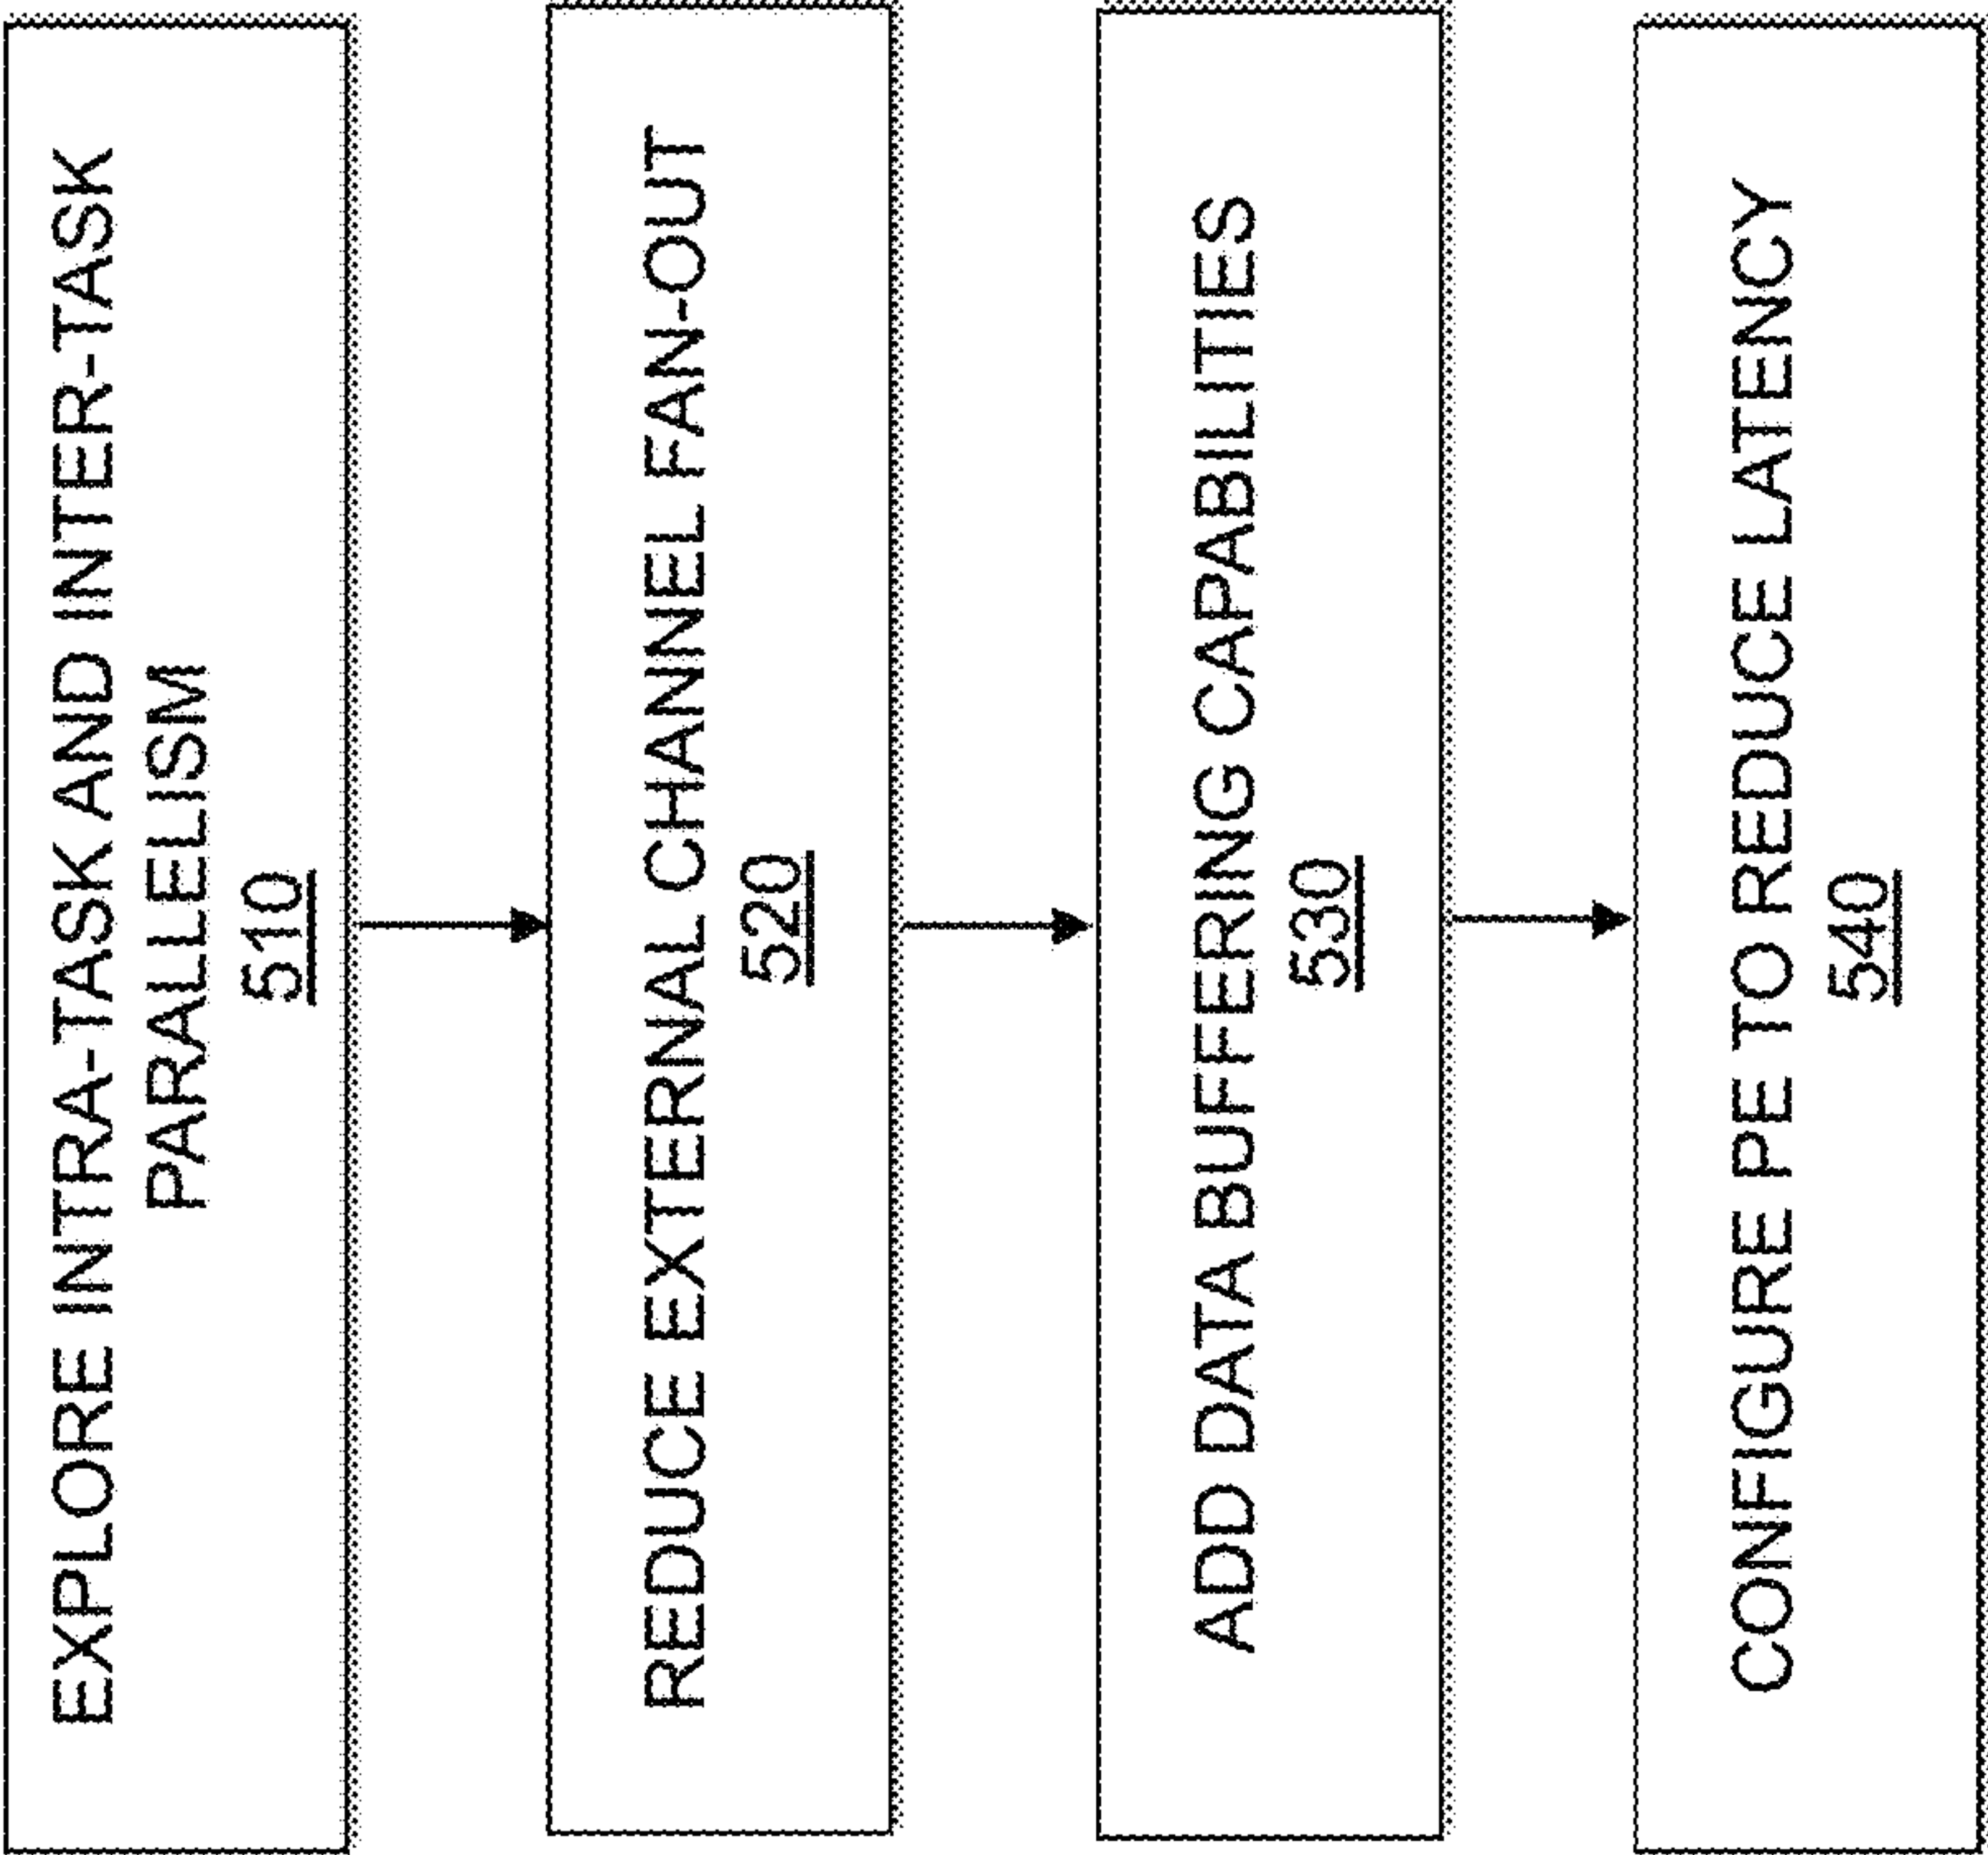 EXPLORE INTRA-TASK AND INTER-TASK
PARALLELISM
510
REDUCE EXTERNAL CHANNEL FAN-OUT
520
ADD DATA BUFFERING CAPABILITIES
530
CONFIGURE PE TO REDUCE LATENCY
540